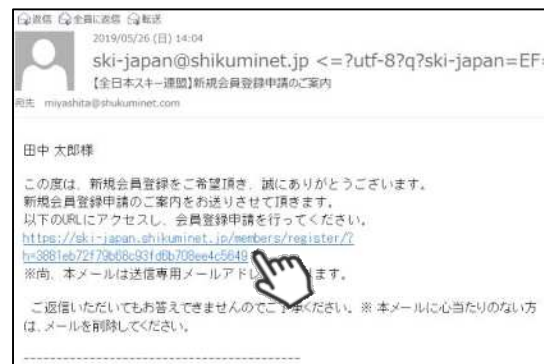 返信 全員に返信 転送
2019/05/26 (日) 14:04
ski-japan@shikuminet.jp <=?utf-8?q?ski-japan=EF=
【全日本スキー連盟】新規会員登録申請のご案内
宛先 miyashita@shukuminet.com
田中 太郎様
この度は、新規会員登録をご希望頂き、誠にありがとうございます。
新規会員登録のご案内をお送りさせて頂きます。
以下のURLにアクセスし、会員登録申請を行ってください。
https://ski-japan.shikuminet.jp/members/register/?
h=3881eb72f79b68c93fd6b708ee4c5649
※尚、本メールは送信専用メールアドレ ります。
ご返信いただいてもお答えできませんのでご了承ください。※ 本メールに心当たりのない方
は、メールを削除してください。